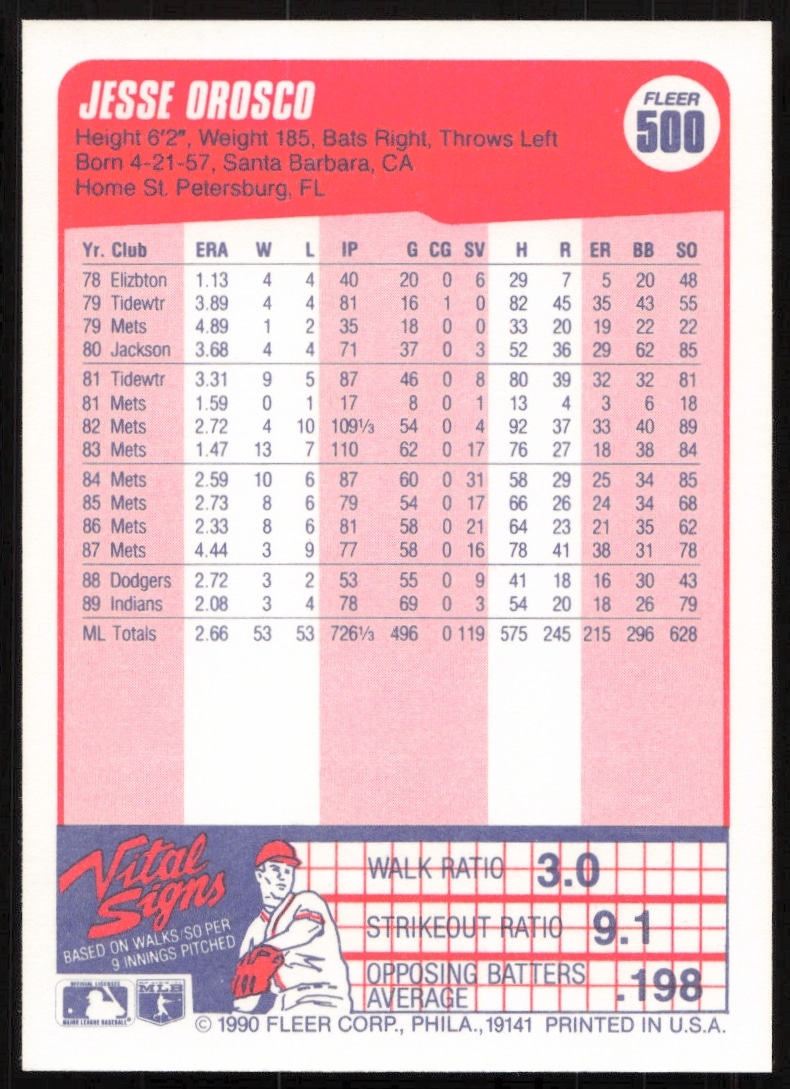 JESSE OROSCO
FLEER
500
Height 6'2", Weight 185, Bats Right, Throws Left
Born 4-21-57, Santa Barbara, CA
Home St. Petersburg, FL
Yr. Club ERA W L IP G CG SV H R ER BB SO
78 Elizbton 1.13 4 4 40 20 0 6 29 7 5 20 48
79 Tidewtr 3.89 4 4 81 16 1 0 82 45 35 43 55
79 Mets 4.89 1 2 35 18 0 0 33 20 19 22 22
80 Jackson 3.68 4 4 71 37 0 3 52 36 29 62 85
81 Tidewtr 3.31 9 5 87 46 0 8 80 39 32 32 81
81 Mets 1.59 0 1 17 8 0 1 13 4 3 6 18
82 Mets 2.72 4 10 109⅓ 54 0 4 92 37 33 40 89
83 Mets 1.47 13 7 110 62 0 17 76 27 18 38 84
84 Mets 2.59 10 6 87 60 0 31 58 29 25 34 85
85 Mets 2.73 8 6 79 54 0 17 66 26 24 34 68
86 Mets 2.33 8 6 81 58 0 21 64 23 21 35 62
87 Mets 4.44 3 9 77 58 0 16 78 41 38 31 78
88 Dodgers 2.72 3 2 53 55 0 9 41 18 16 30 43
89 Indians 2.08 3 4 78 69 0 3 54 20 18 26 79
ML Totals 2.66 53 53 726⅓ 496 0 119 575 245 215 296 628
Vital
Signs
BASED ON WALKS/SO PER
9 INNINGS PITCHED
WALK RATIO 3.0
STRIKEOUT RATIO 9.1
OPPOSING BATTERS
AVERAGE .198
OFFICIAL LICENSEE
MAJOR LEAGUE BASEBALL
MLB
© 1990 FLEER CORP., PHILA., 19141 PRINTED IN U.S.A.